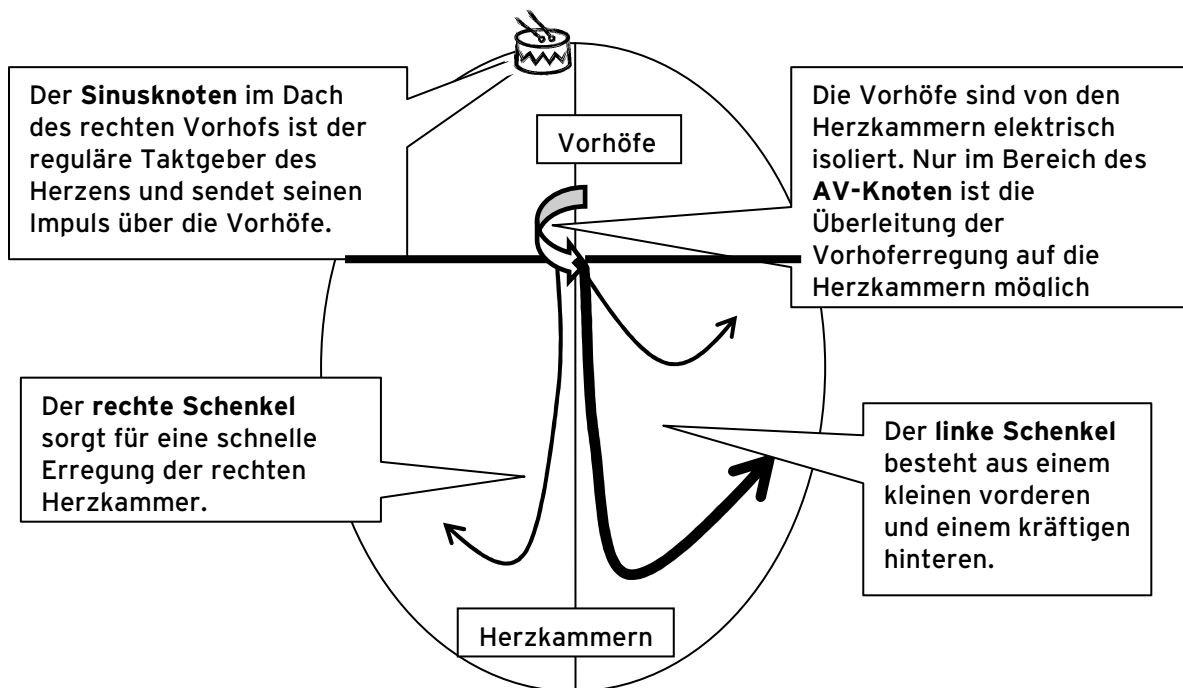 Der Sinusknoten im Dach
des rechten Vorhofs ist der
reguläre Taktgeber des
Herzens und sendet seinen
Impuls über die Vorhöfe.
Vorhöfe
Die Vorhöfe sind von den
Herzkammern elektrisch
isoliert. Nur im Bereich des
AV-Knoten ist die
Überleitung der
Vorhoferregung auf die
Herzkammern möglich
Der rechte Schenkel
sorgt für eine schnelle
Erregung der rechten
Herzkammer.
Der linke Schenkel
besteht aus einem
kleinen vorderen
und einem kräftigen
hinteren.
Herzkammern